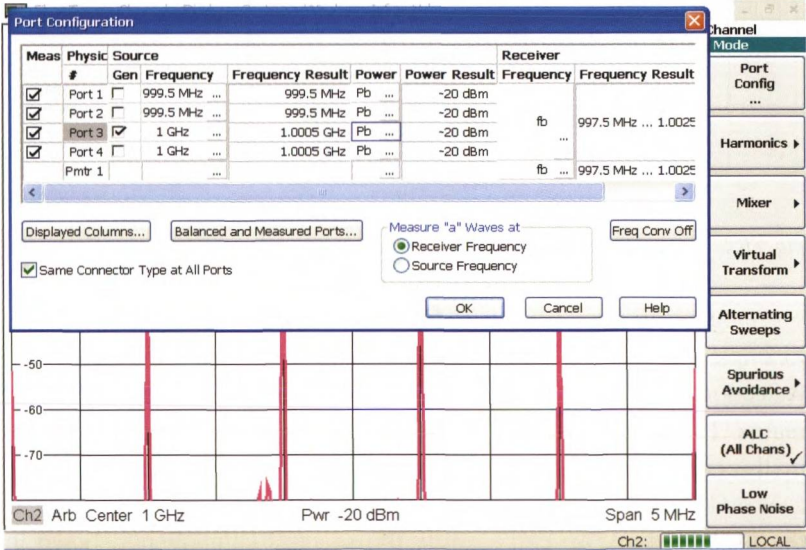 Port Configuration
Meas Physic Source Receiver
# Gen Frequency Frequency Result Power Power Result Frequency Frequency Result
Port 1 999.5 MHz ... 999.5 MHz Pb ... -20 dBm
Port 2 999.5 MHz ... 999.5 MHz Pb ... -20 dBm
Port 3 1 GHz ... 1.0005 GHz Pb ... -20 dBm
Port 4 1 GHz ... 1.0005 GHz Pb ... -20 dBm
fb ... 997.5 MHz ... 1.0025
Pmtr 1 ... ... fb ... 997.5 MHz ... 1.0025
Displayed Columns... Balanced and Measured Ports...
Measure "a" Waves at
Receiver Frequency
Source Frequency
Freq Conv Off
Same Connector Type at All Ports
OK Cancel Help
-50
-60
-70
Ch2 Arb Center 1 GHz Pwr -20 dBm Span 5 MHz
Channel
Mode
Port
Config
...
Harmonics
Mixer
Virtual
Transform
Alternating
Sweeps
Spurious
Avoidance
ALC
(All Chans)
Low
Phase Noise
Ch2: LOCAL